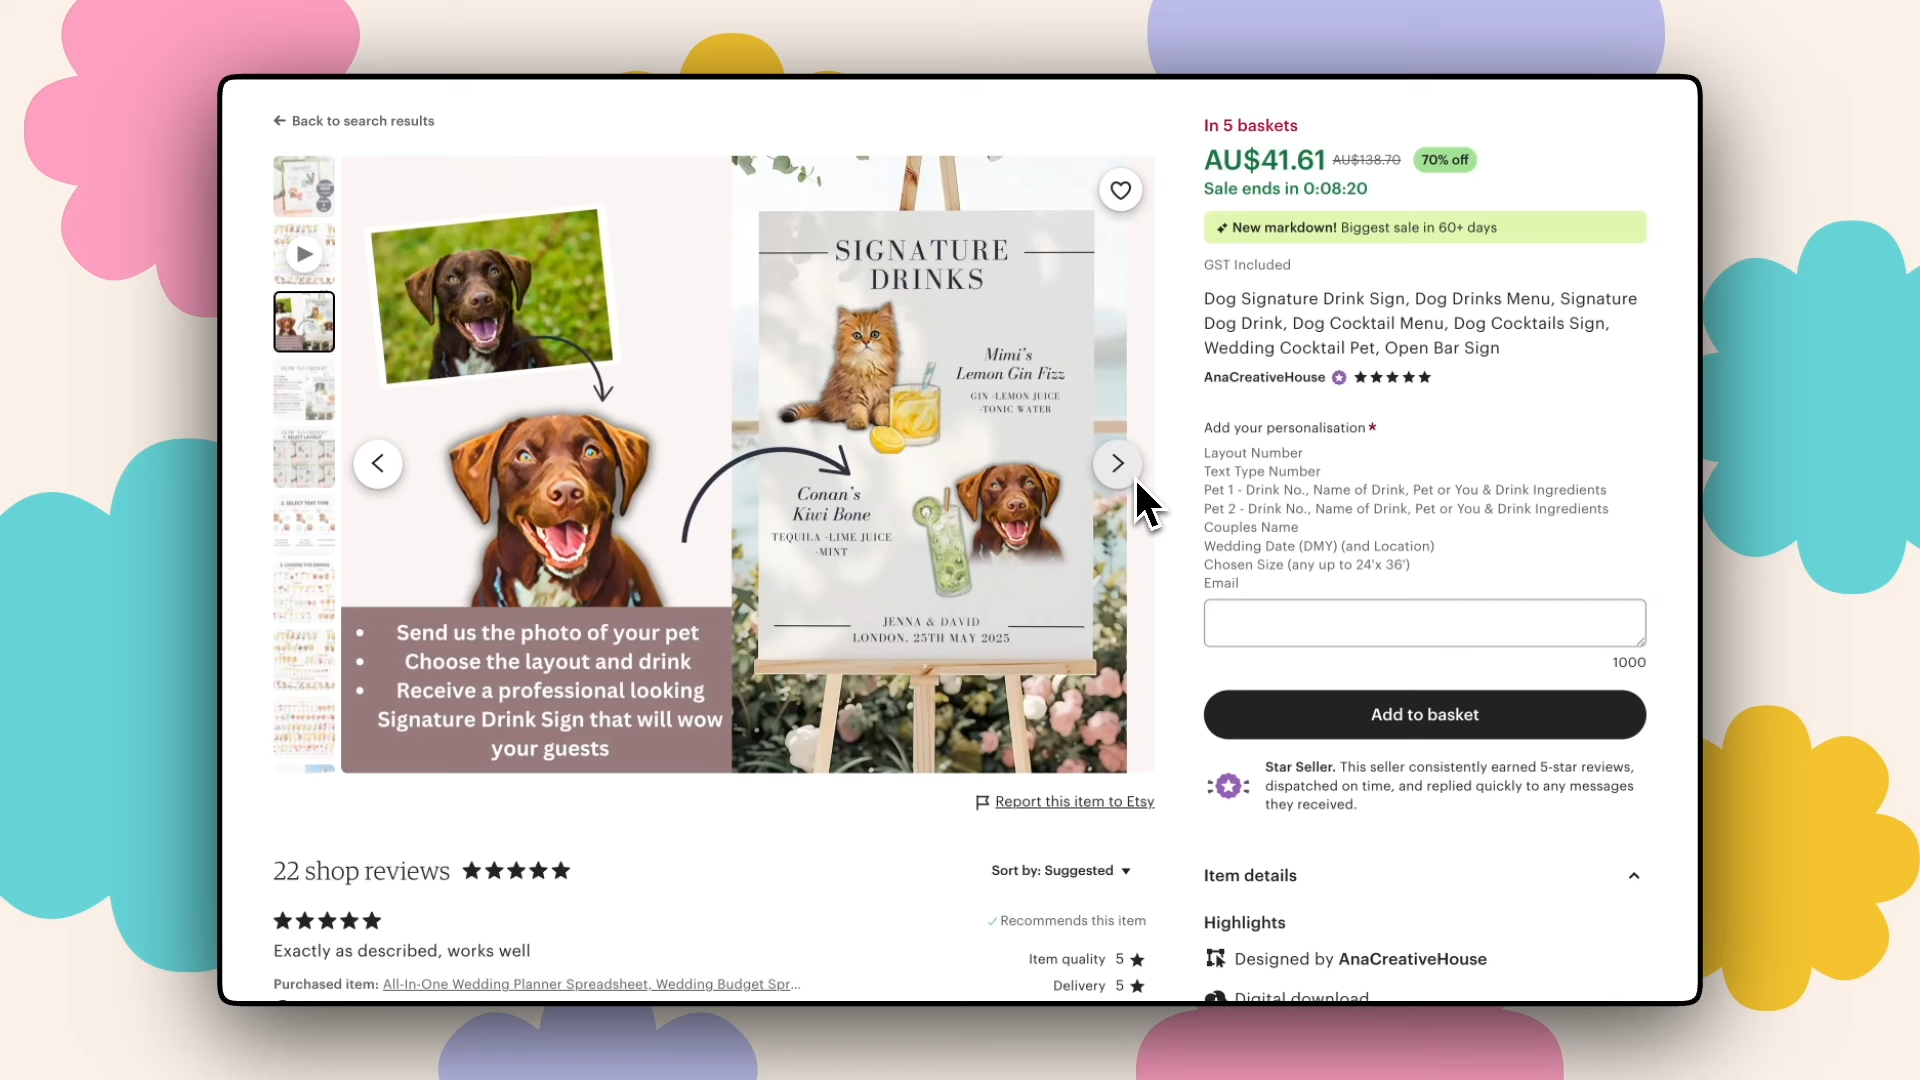 Back to search results
SIGNATURE
DRINKS
Mimi's
Lemon Gin Fizz
GIN -LEMON JUICE
-TONIC WATER
Conan's
Kiwi Bone
TEQUILA -LIME JUICE
-MINT
JENNA & DAVID
LONDON, 25TH MAY 2025
• Send us the photo of your pet
• Choose the layout and drink
• Receive a professional looking
Signature Drink Sign that will wow
your guests
Report this item to Etsy
22 shop reviews
Sort by: Suggested
Recommends this item
Exactly as described, works well
Item quality 5
Purchased item: All-In-One Wedding Planner Spreadsheet, Wedding Budget Spr...
Delivery 5
In 5 baskets
AU$41.61 AU$138.70 70% off
Sale ends in 0:08:20
New markdown! Biggest sale in 60+ days
GST Included
Dog Signature Drink Sign, Dog Drinks Menu, Signature
Dog Drink, Dog Cocktail Menu, Dog Cocktails Sign,
Wedding Cocktail Pet, Open Bar Sign
AnaCreativeHouse
Add your personalisation *
Layout Number
Text Type Number
Pet 1 - Drink No., Name of Drink, Pet or You & Drink Ingredients
Pet 2 - Drink No., Name of Drink, Pet or You & Drink Ingredients
Couples Name
Wedding Date (DMY) (and Location)
Chosen Size (any up to 24'x 36')
Email
1000
Add to basket
Star Seller. This seller consistently earned 5-star reviews,
dispatched on time, and replied quickly to any messages
they received.
Item details
Highlights
Designed by AnaCreativeHouse
Digital download